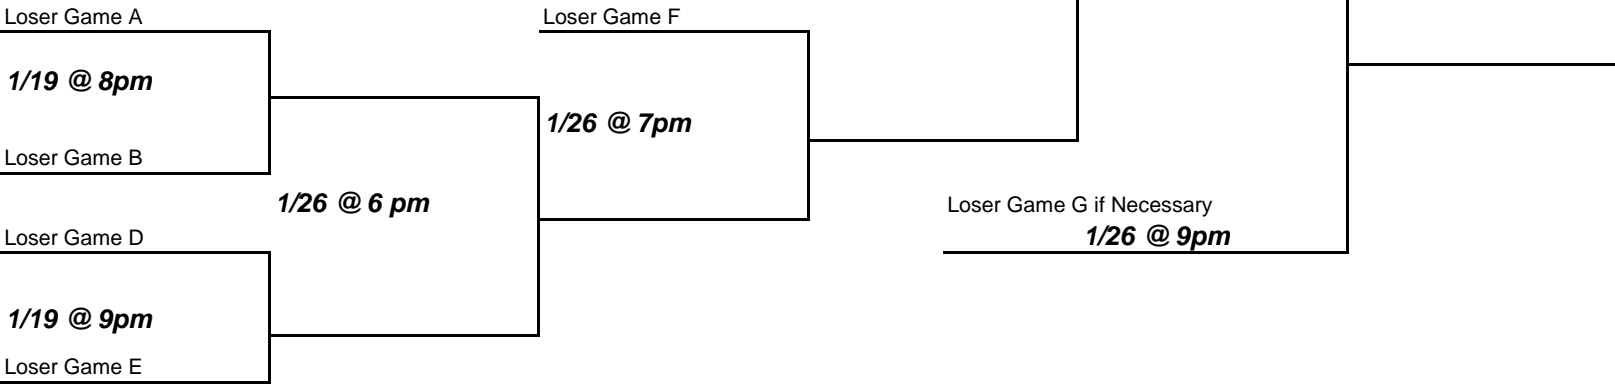 Loser Game A
Loser Game F
1/19 @ 8pm
1/26 @ 7pm
Loser Game B
1/26 @ 6 pm
Loser Game G if Necessary
Loser Game D
1/26 @ 9pm
1/19 @ 9pm
Loser Game E